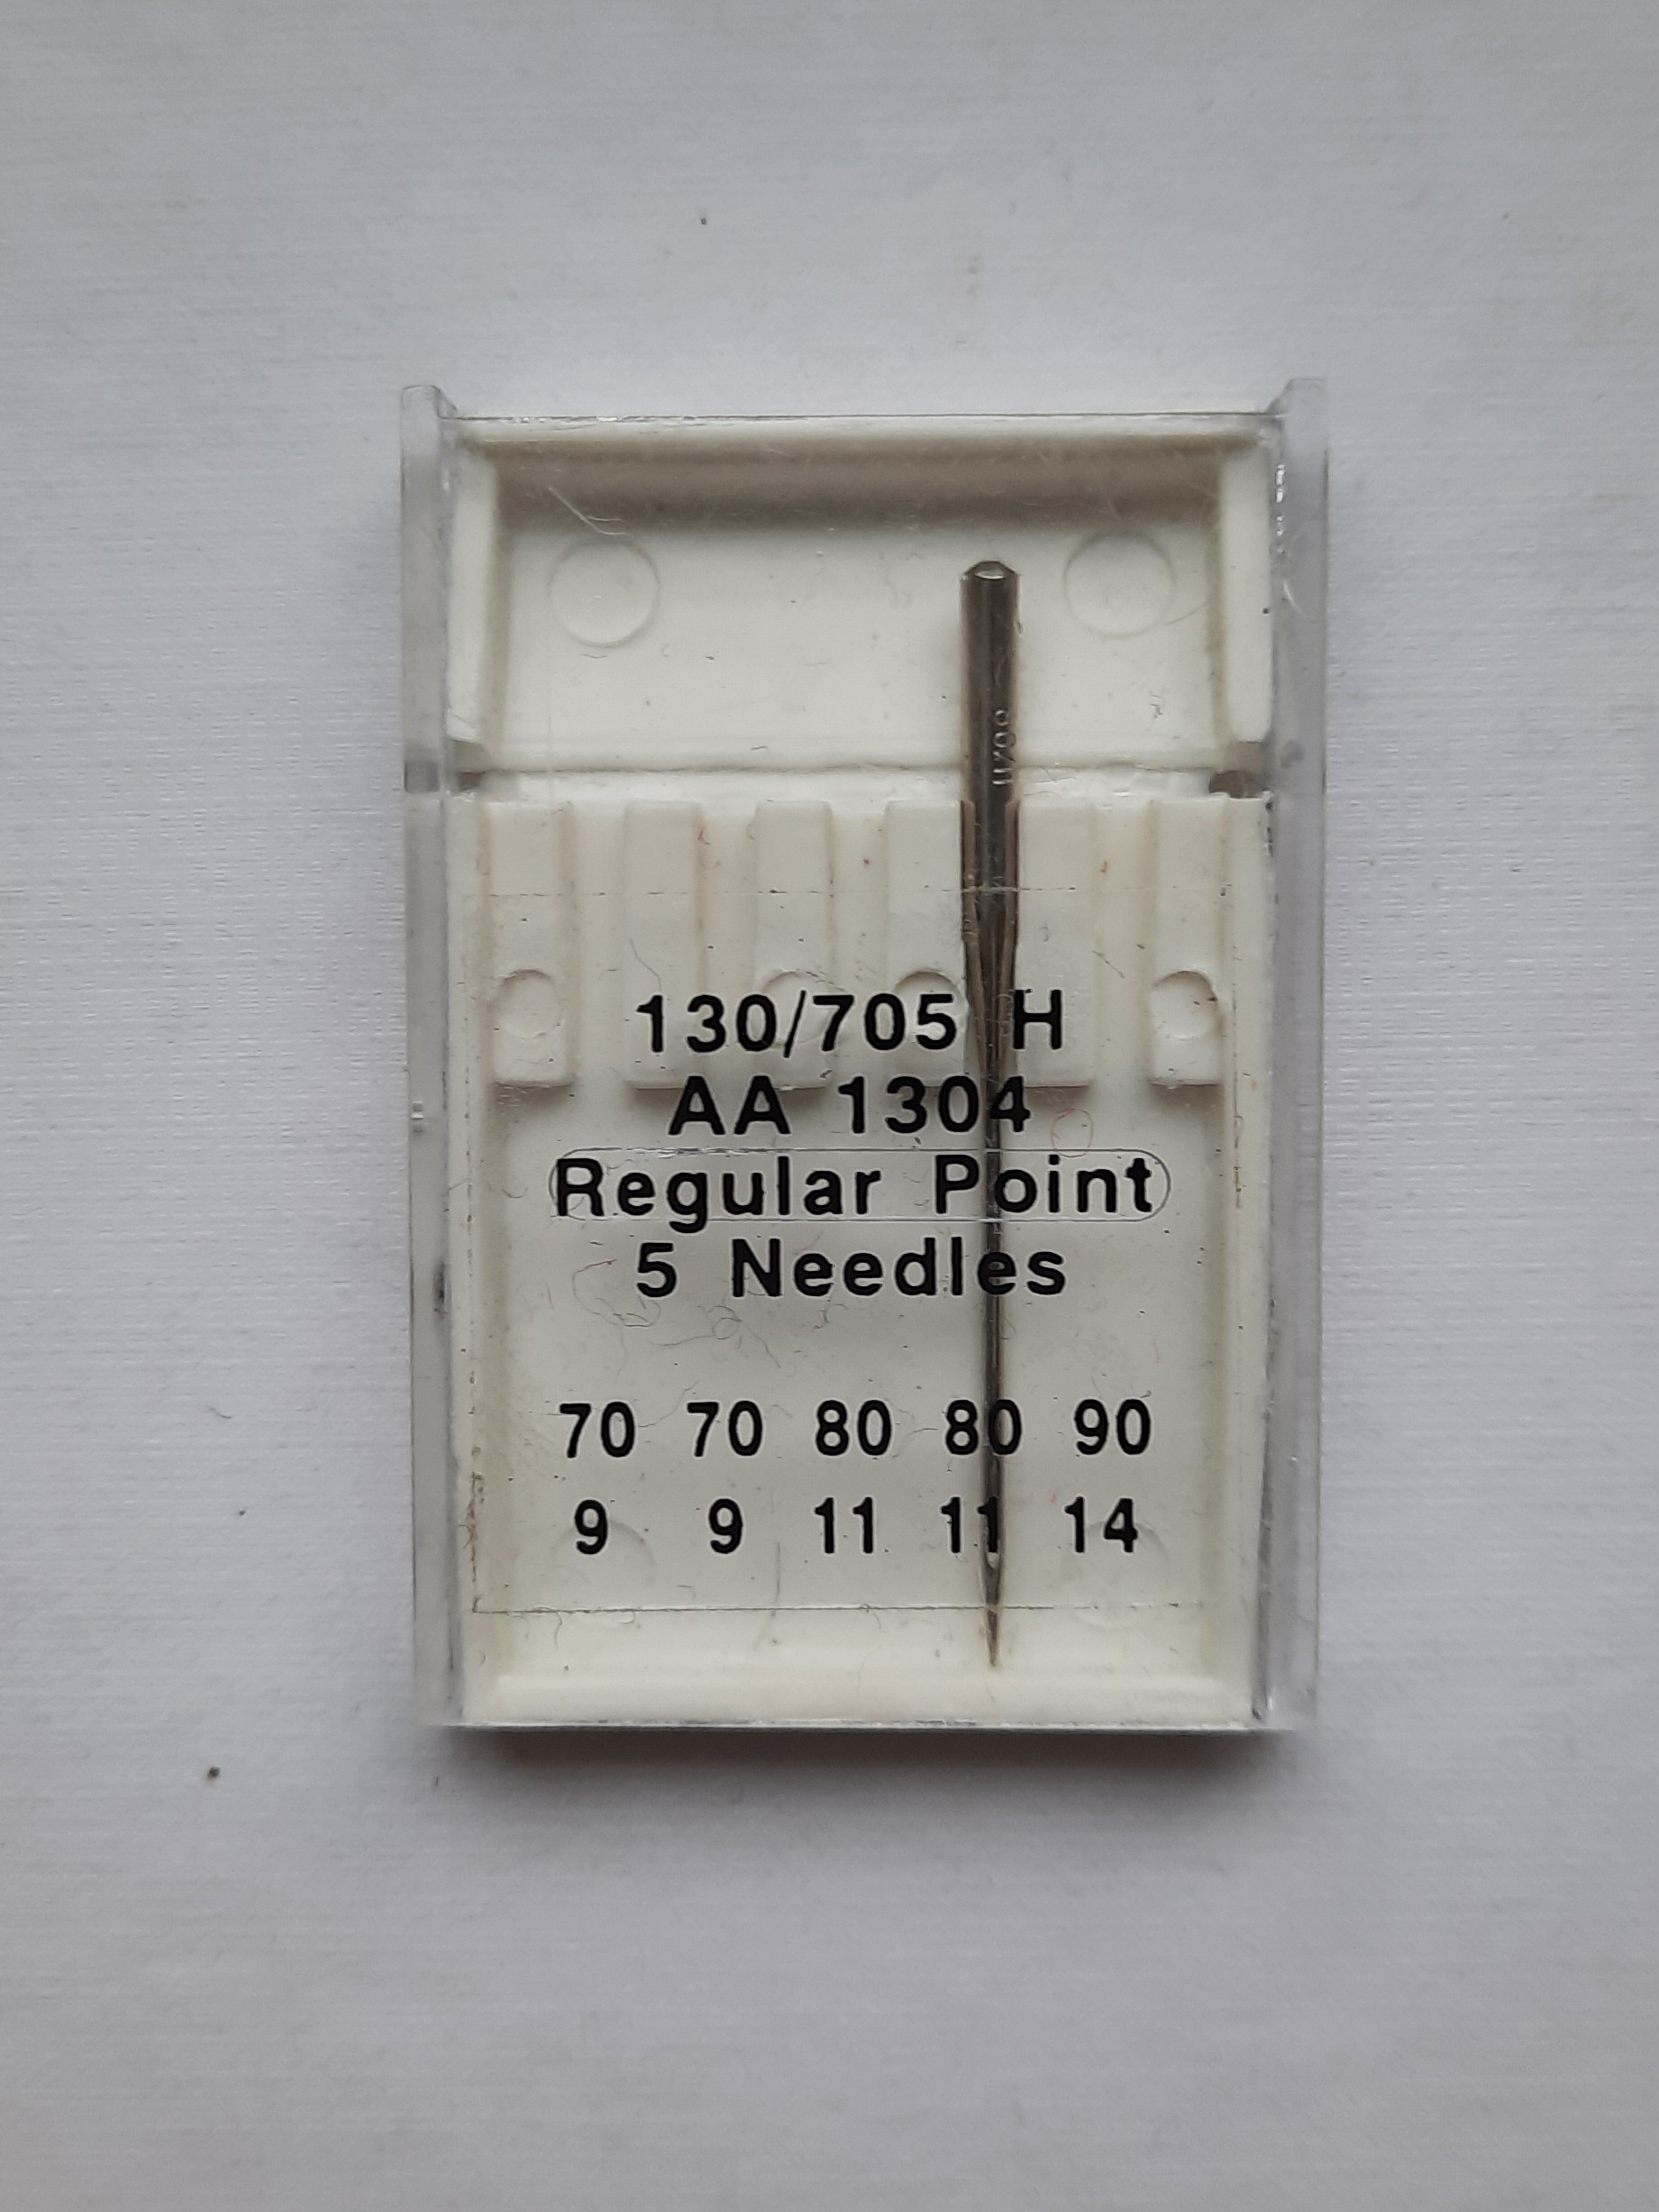 130/705 H
AA 1304
Regular Point
5 Needles
70 70 80 80 90
9 9 11 11 14